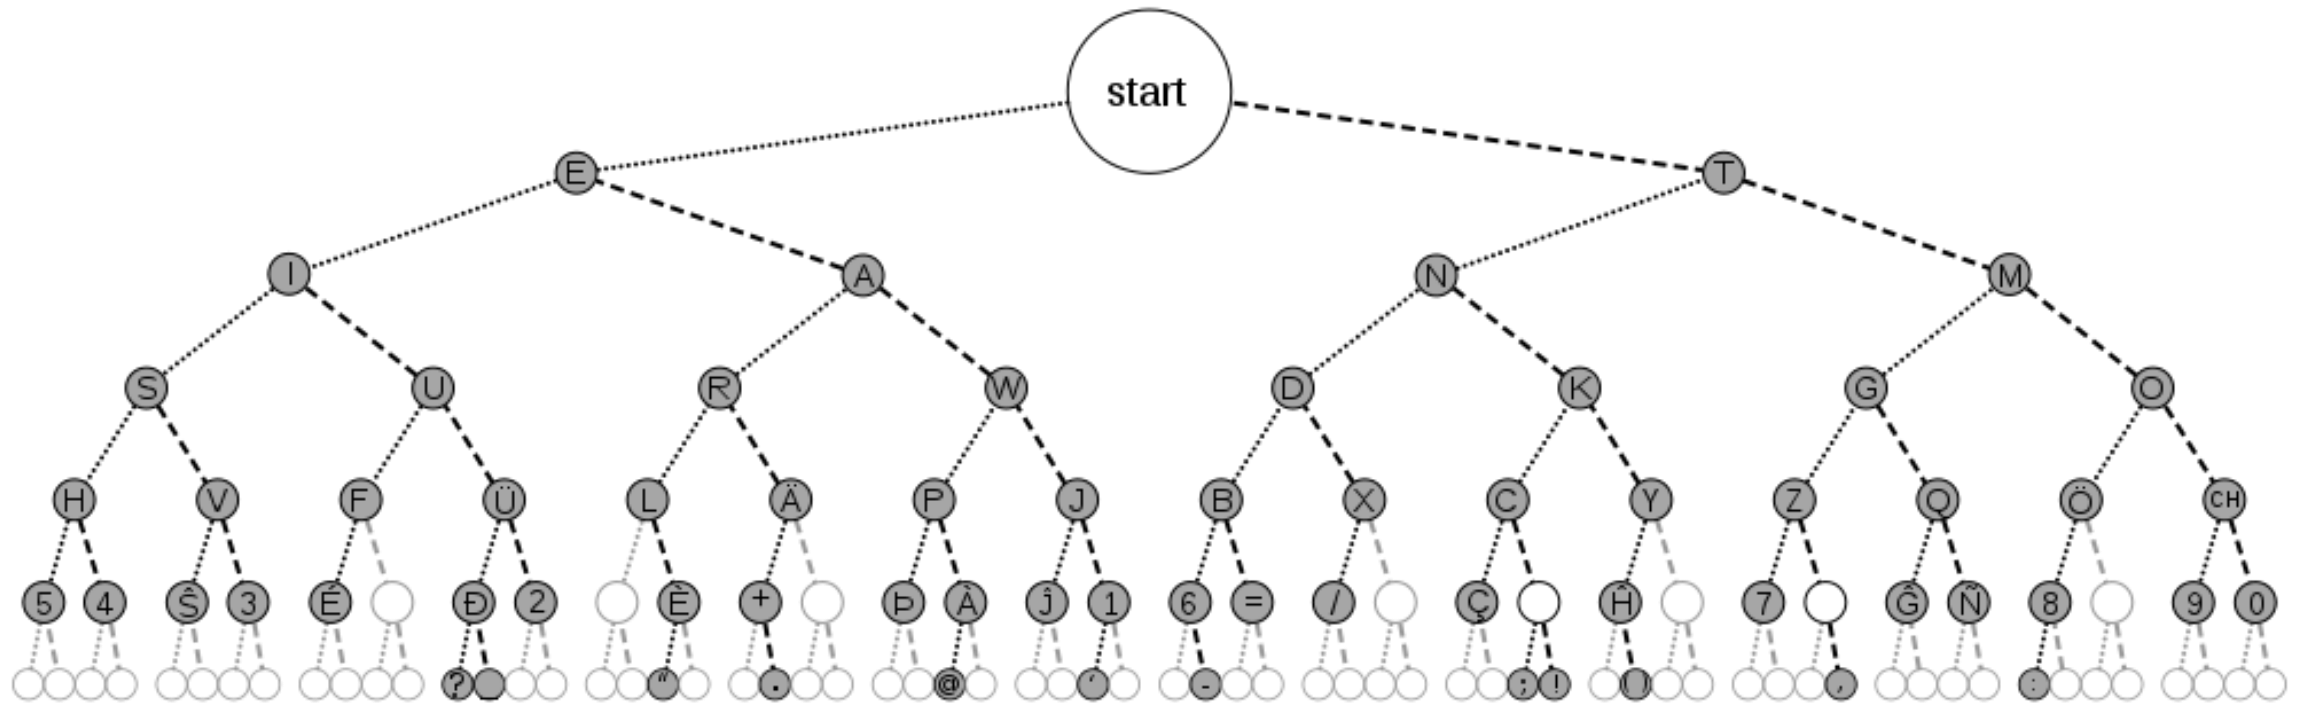 start
E T
I A N M
S U R W D K G O
H V F Ü L Ä P J B X C Y Z Q Ö CH
5 4 Ŝ 3 É Đ 2 È + Þ À Ĵ 1 6 = / Ç Ĥ 7 Ĝ Ñ 8 9 0
? _ " . @ ' - ; ! () , :